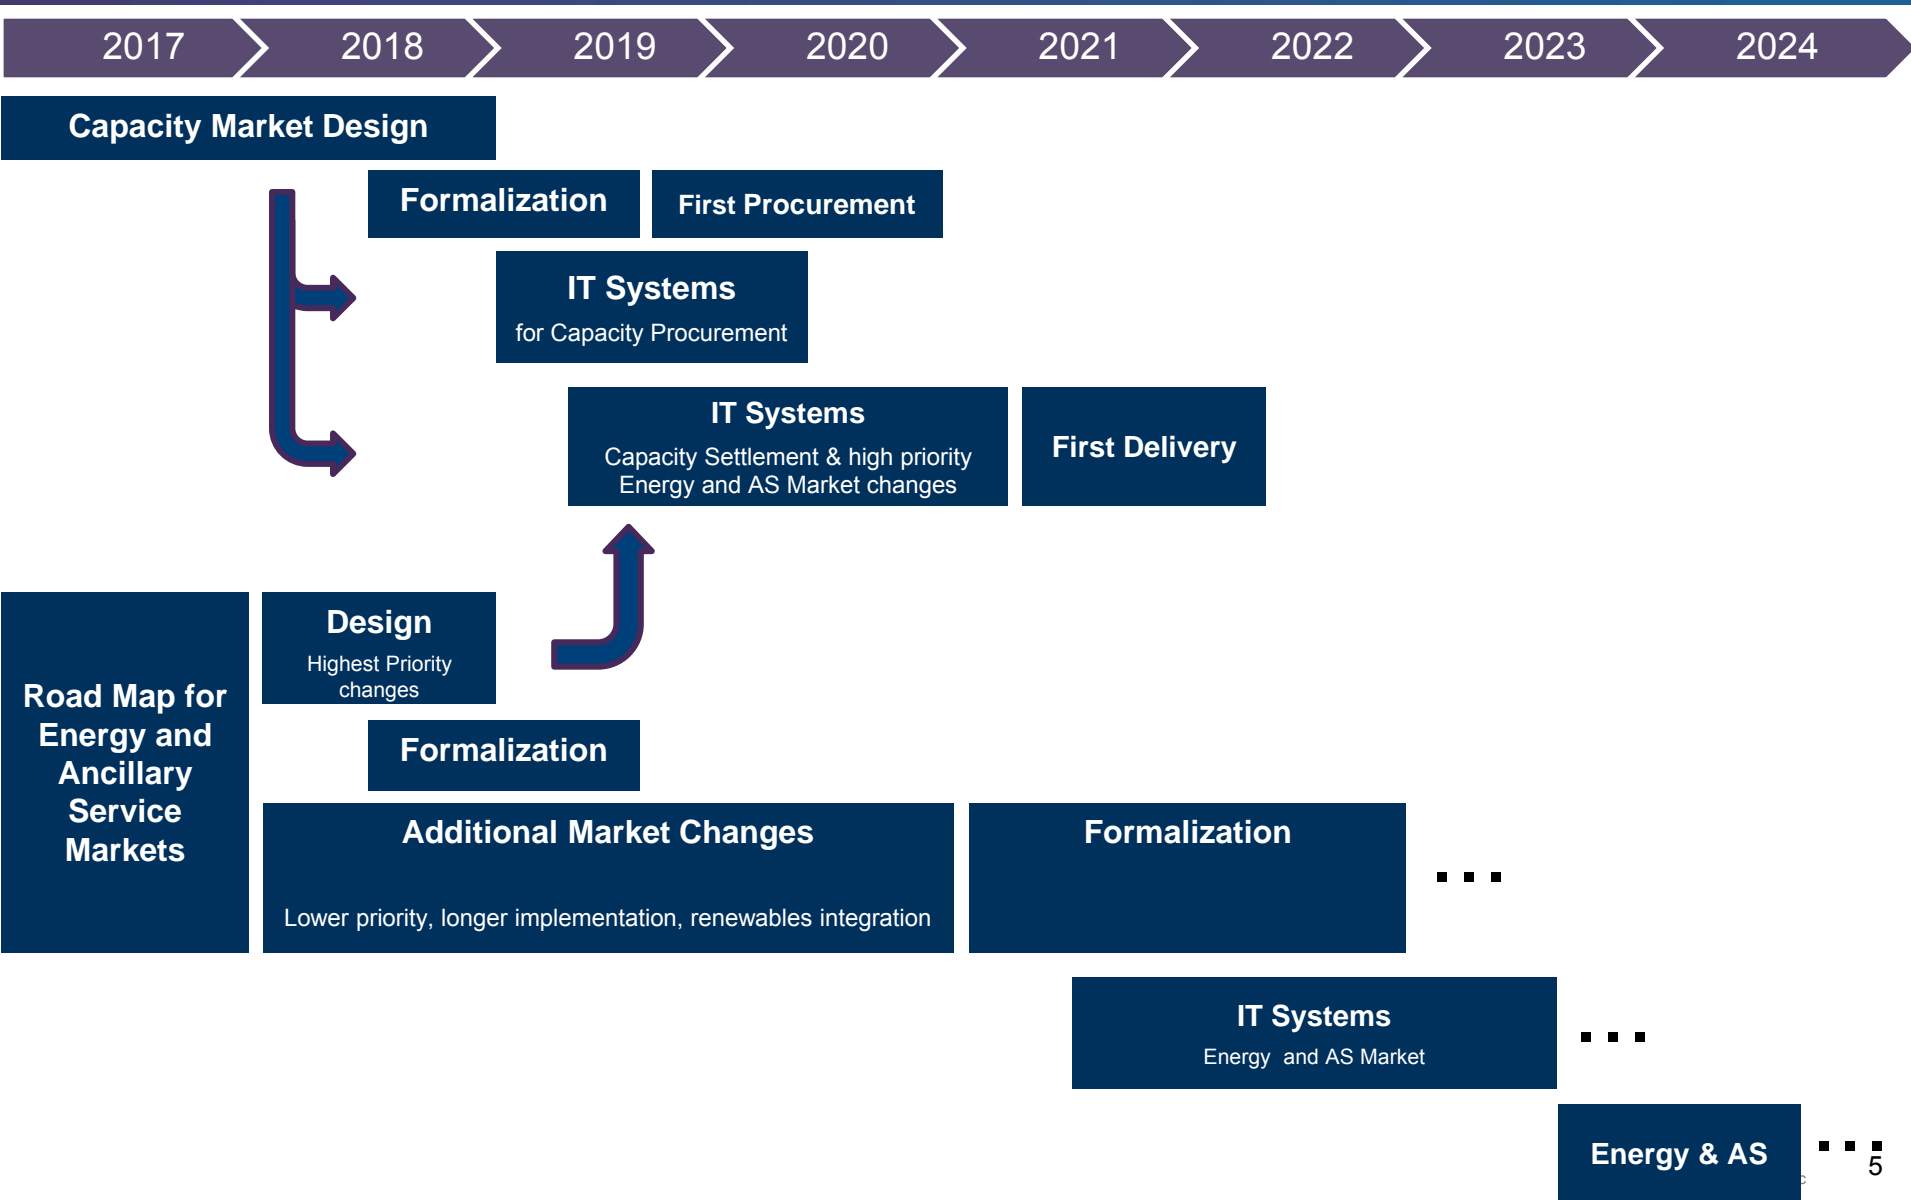 2017
2018
2019
2020
2021
2022
2023
2024
Capacity Market Design
Formalization
First Procurement
IT Systems
for Capacity Procurement
IT Systems
Capacity Settlement & high priority
Energy and AS Market changes
First Delivery
Road Map for
Energy and
Ancillary
Service
Markets
Design
Highest Priority
changes
Formalization
Additional Market Changes
Lower priority, longer implementation, renewables integration
Formalization
...
IT Systems
Energy and AS Market
...
Energy & AS
...
c
5